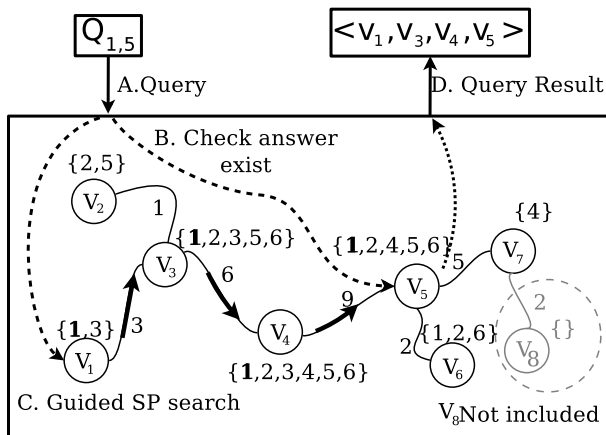 Q1,5
<v1,v3,v4,v5>
A.Query
D. Query Result
B. Check answer
exist
{2,5}
V2
1
{1,2,3,5,6}
V3
6
{1,2,4,5,6}
V5
5
{4}
V7
2
{1,3}
V1
3
V4
9
{1,2,3,4,5,6}
2
{1,2,6}
V6
V8
{}
C. Guided SP search
V8Not included